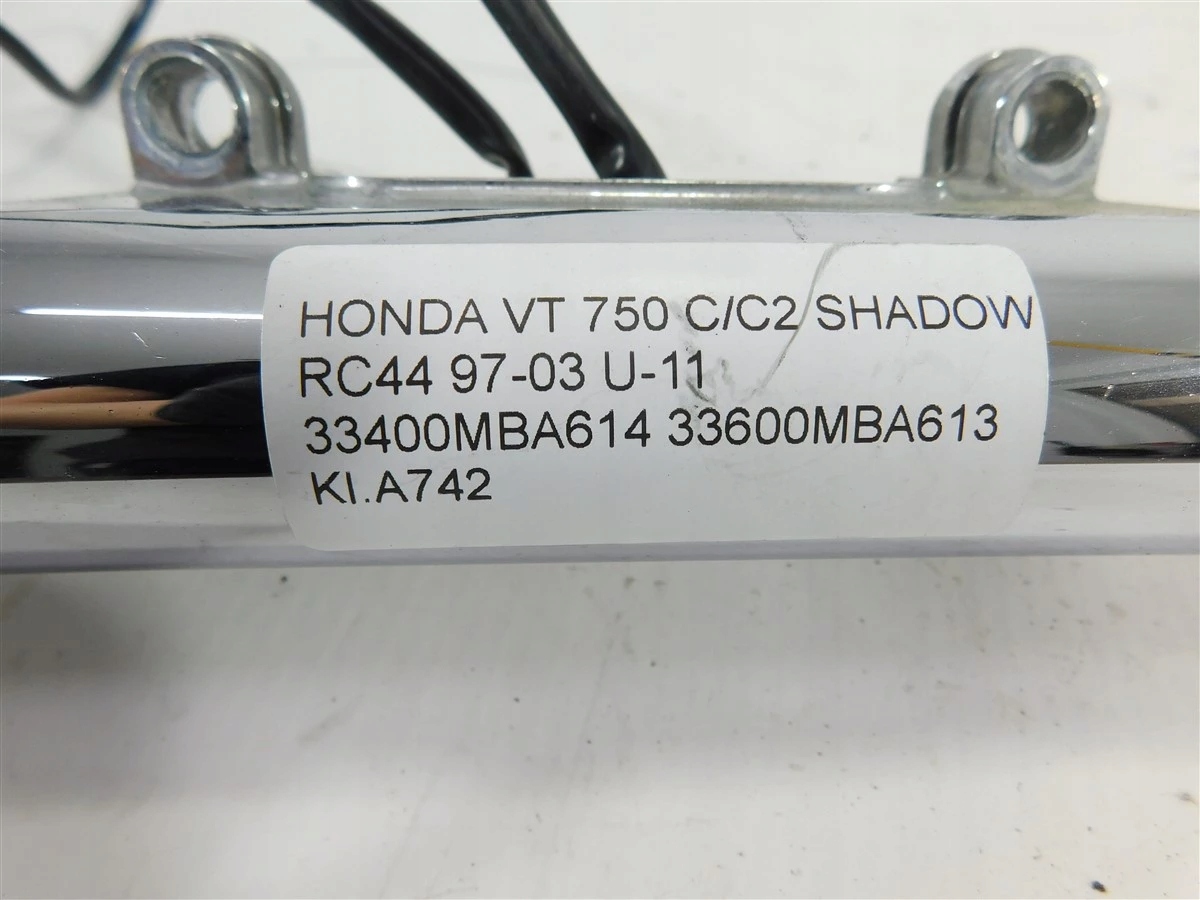 HONDA VT 750 C/C2 SHADOW
RC44 97-03 U-11
33400MBA614 33600MBA613
KI.A742